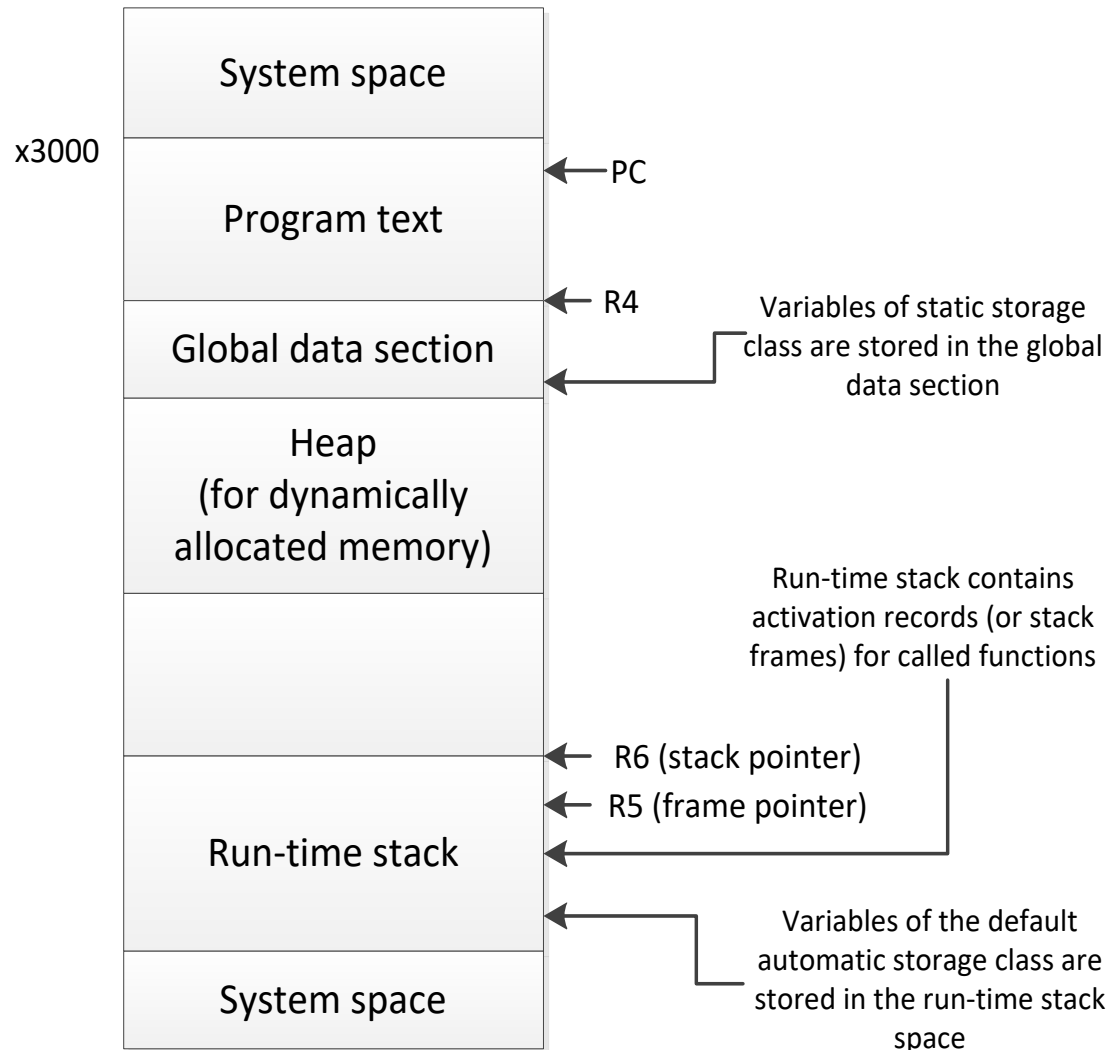 System space
x3000
PC
Program text
R4
Variables of static storage
class are stored in the global
data section
Global data section
Heap
(for dynamically
allocated memory)
Run-time stack contains
activation records (or stack
frames) for called functions
R6 (stack pointer)
R5 (frame pointer)
Run-time stack
Variables of the default
automatic storage class are
stored in the run-time stack
space
System space